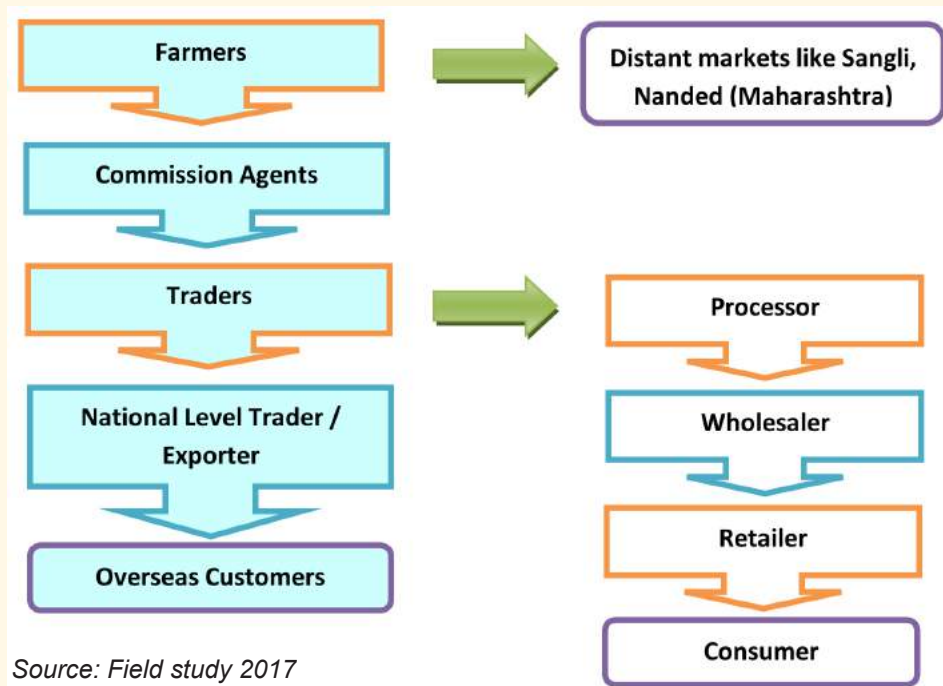 Farmers
Distant markets like Sangli,
Nanded (Maharashtra)
Commission Agents
Traders
Processor
National Level Trader /
Exporter
Wholesaler
Retailer
Overseas Customers
Consumer
Source: Field study 2017